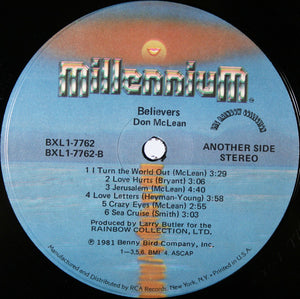 MillenniuM
Believers
Don McLean
BXL1-7762
BXL1-7762-B
ANOTHER SIDE
STEREO
1 I Turn the World Out (McLean) 3:29
2 Love Hurts (Bryant) 3:06
3 Jerusalem (McLean) 4:40
4 Love Letters (Heyman-Young) 3:55
5 Crazy Eyes (McLean) 2:55
6 Sea Cruise (Smith) 3:03
Produced by Larry Butler for the
RAINBOW COLLECTION, LTD.
℗ 1981 Benny Bird Company, Inc.
1—3,5,6, BMI 4, ASCAP
Manufactured and Distributed by RCA Records, New York, N.Y. • Printed in U.S.A.